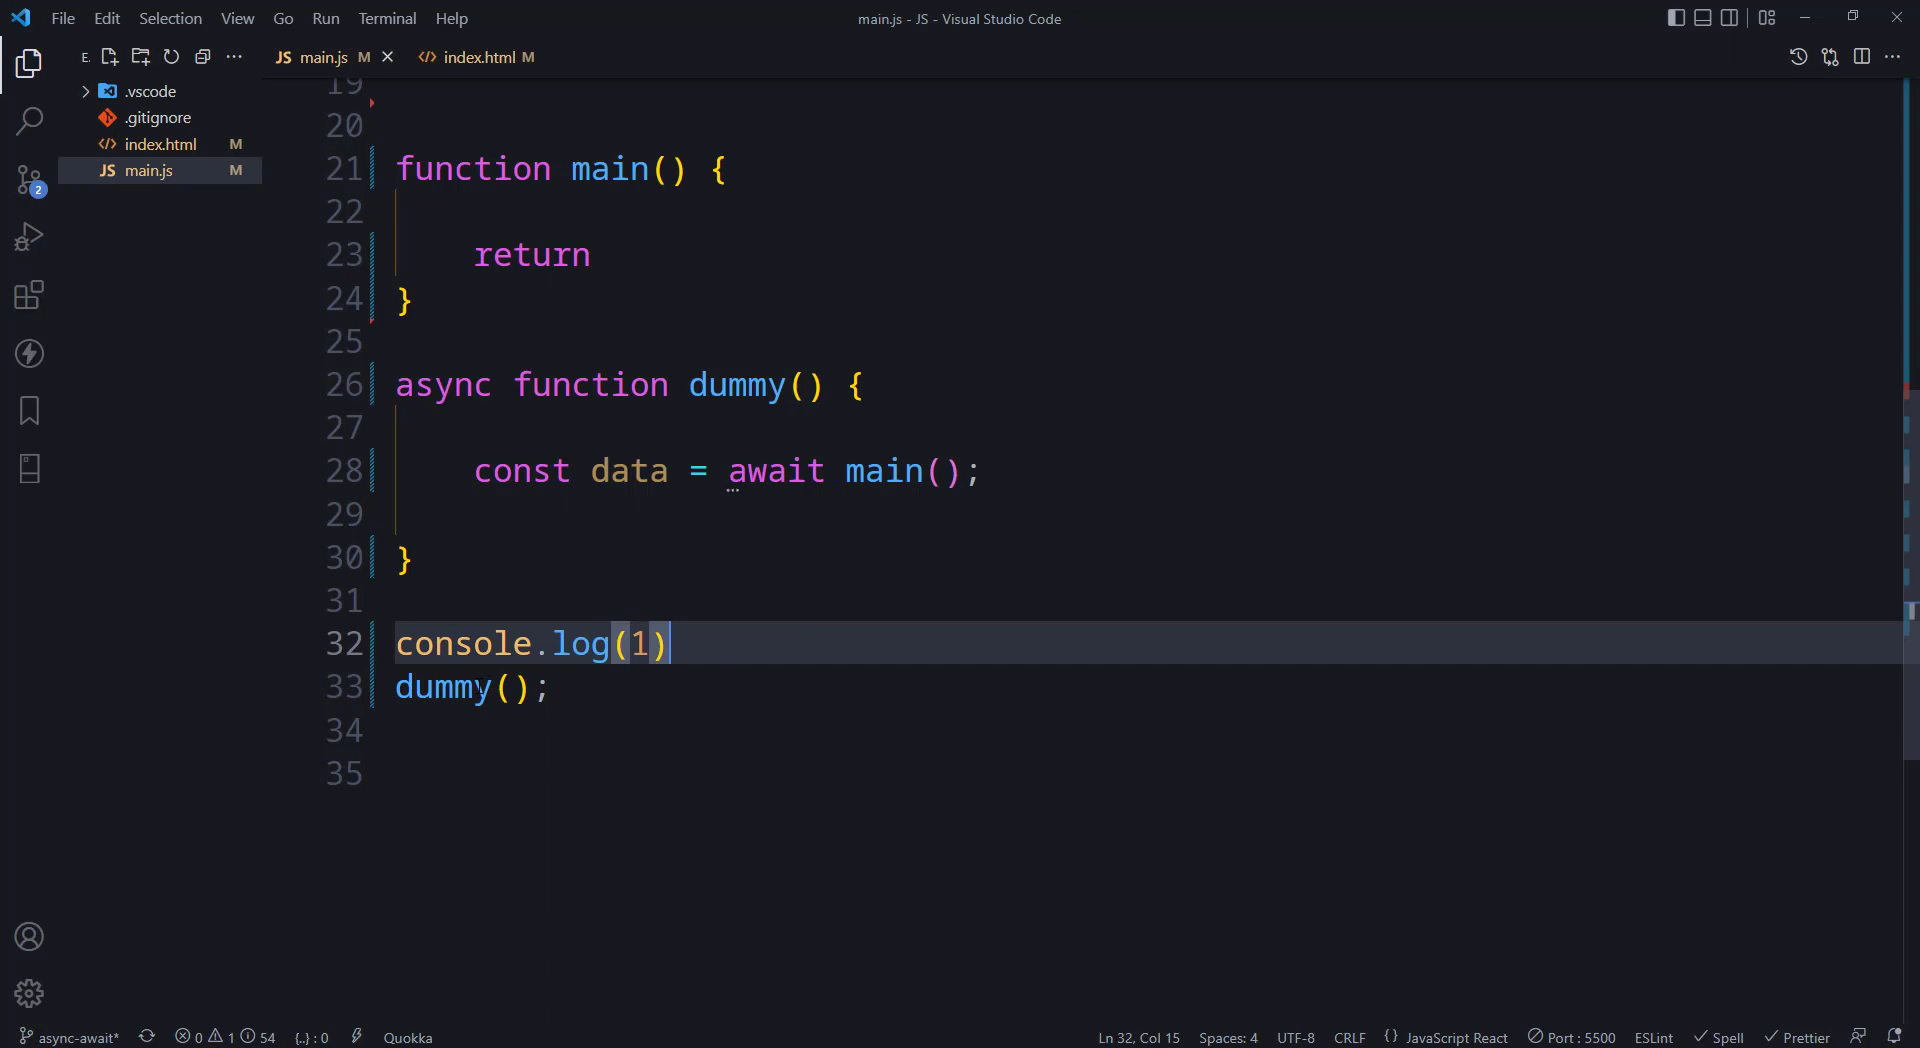 File Edit Selection View Go Run Terminal Help
main.js - JS - Visual Studio Code
E.
JS main.js M
index.html M
.vscode
.gitignore
index.html M
JS main.js M
2
19
20
21 function main() {
22
23 return
24 }
25
26 async function dummy() {
27
28 const data = await main();
29
30 }
31
32 console.log(1)
33 dummy();
34
35
async-await* 0 1 54 {..} : 0 Quokka
Ln 32, Col 15 Spaces: 4 UTF-8 CRLF {} JavaScript React Port : 5500 ESLint Spell Prettier